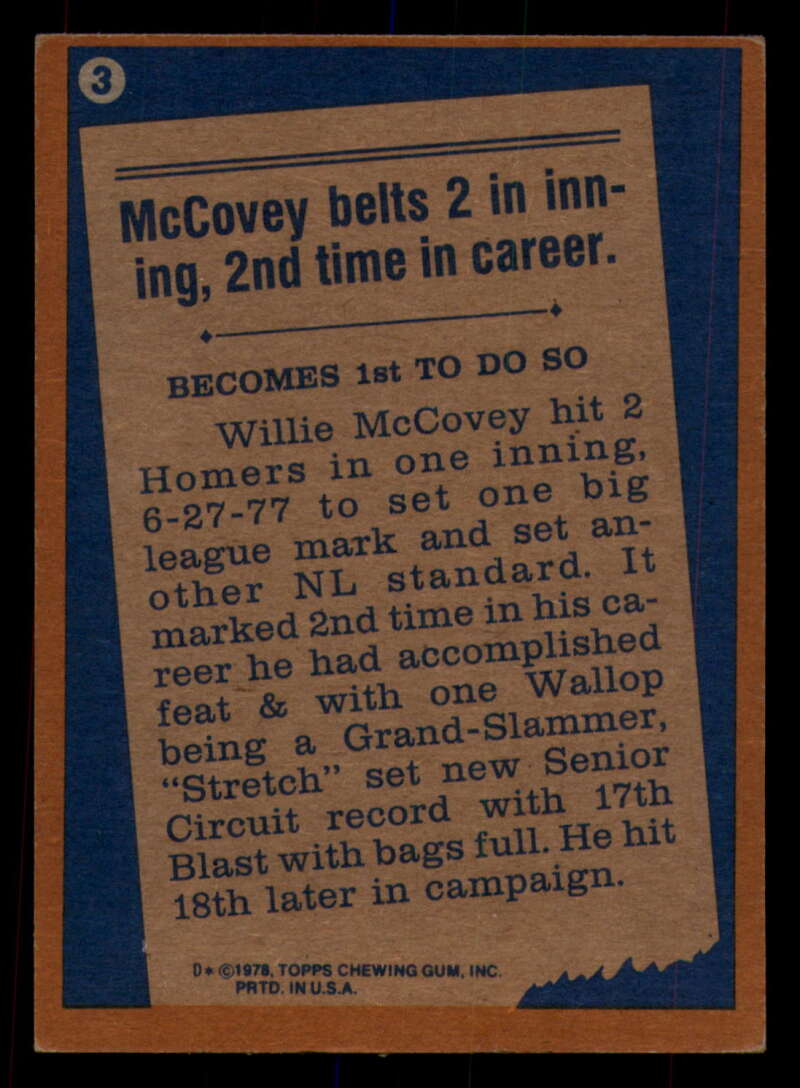 3
McCovey belts 2 in inn-
ing, 2nd time in career.
BECOMES 1st TO DO SO
Willie McCovey hit 2
Homers in one inning,
6-27-77 to set one big
league mark and set an-
other NL standard. It
marked 2nd time in his ca-
reer he had accomplished
feat & with one Wallop
being a Grand-Slammer,
"Stretch" set new Senior
Circuit record with 17th
Blast with bags full. He hit
18th later in campaign.
D* ©1978, TOPPS CHEWING GUM, INC.
PRTD. IN U.S.A.